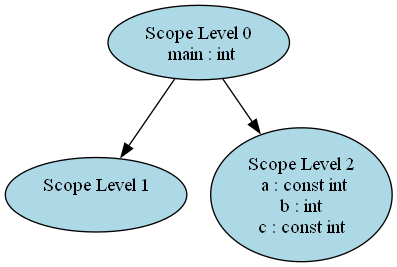 Scope Level 0
main : int
Scope Level 1
Scope Level 2
a : const int
b : int
c : const int